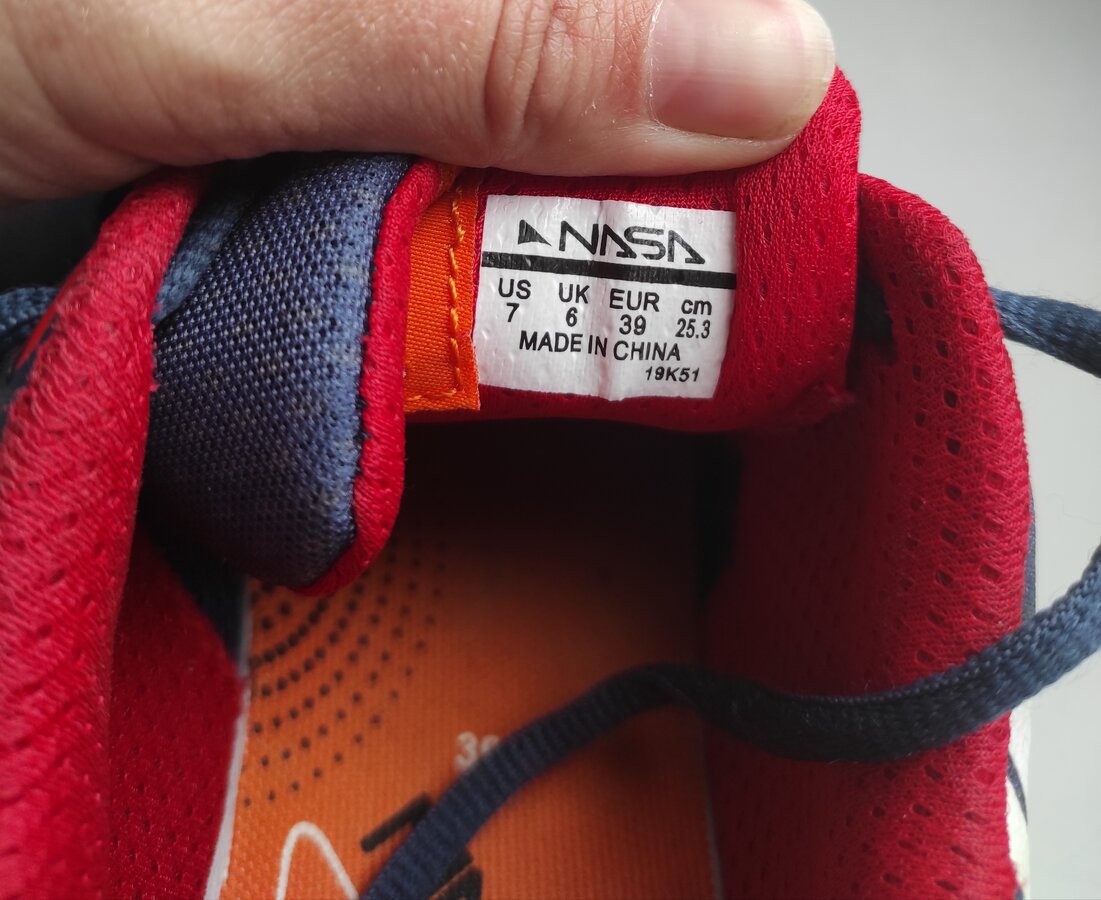 NASA
US UK EUR cm
7 6 39 25.3
MADE IN CHINA
19K51